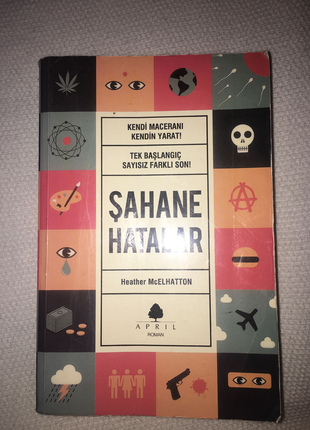 KENDİ MACERANI
KENDİN YARAT!
TEK BAŞLANGIÇ
SAYISIZ FARKLI SON!
ŞAHANE
HATALAR
Heather McELHATTON
APRIL
ROMAN